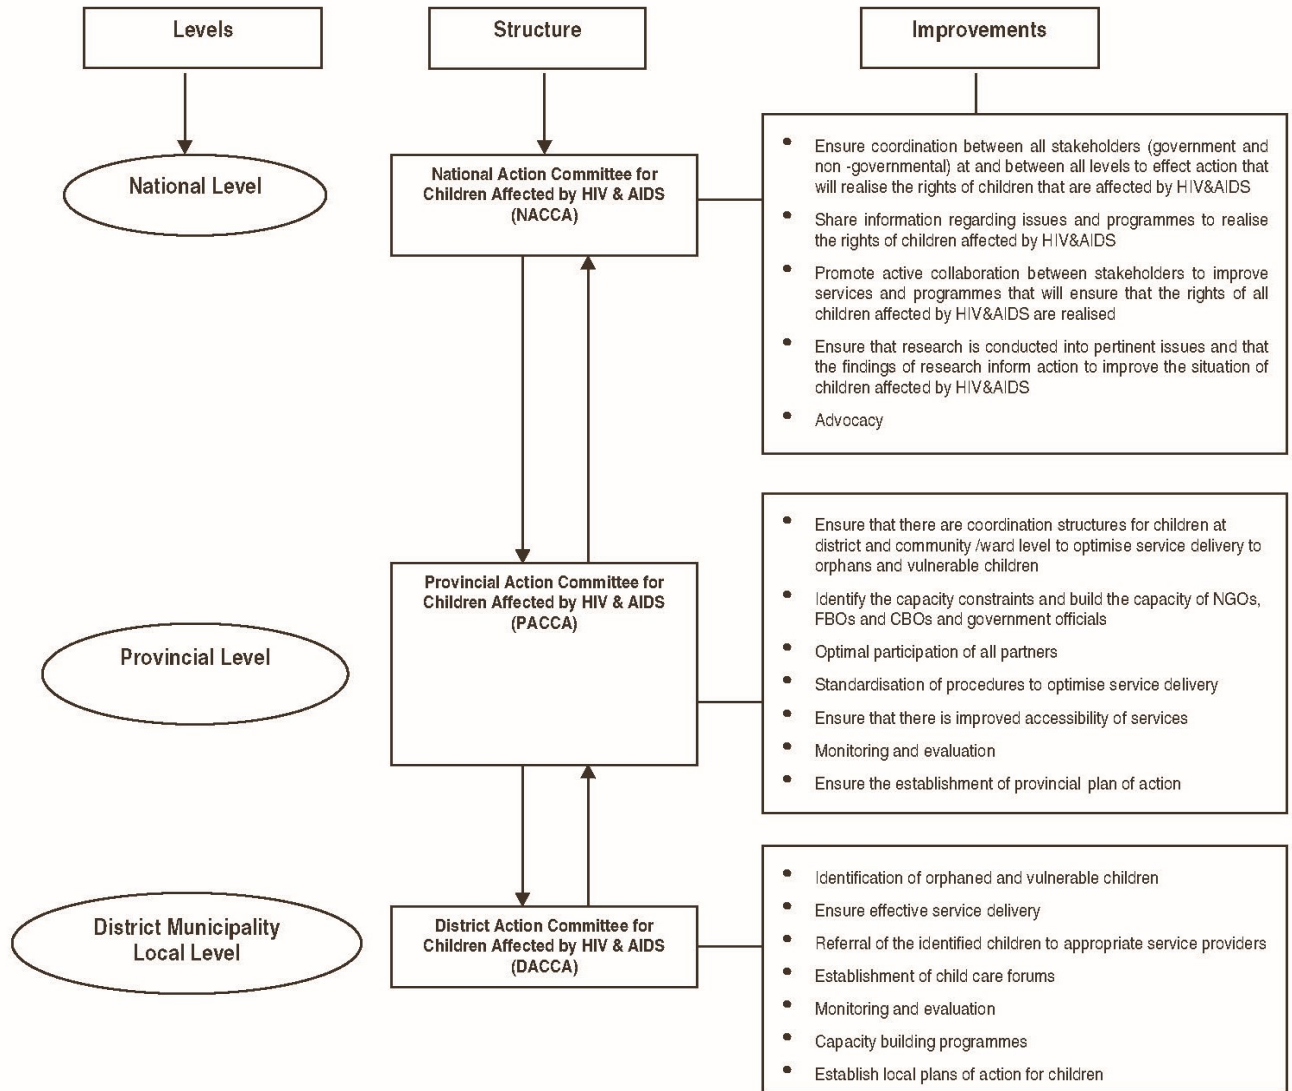 Levels
Structure
Improvements
National Level
National Action Committee for
Children Affected by HIV & AIDS
(NACCA)
• Ensure coordination between all stakeholders (government and
non -governmental) at and between all levels to effect action that
will realise the rights of children that are affected by HIV&AIDS
• Share information regarding issues and programmes to realise
the rights of children affected by HIV&AIDS
• Promote active collaboration between stakeholders to improve
services and programmes that will ensure that the rights of all
children affected by HIV&AIDS are realised
• Ensure that research is conducted into pertinent issues and that
the findings of research inform action to improve the situation of
children affected by HIV&AIDS
• Advocacy
Provincial Level
Provincial Action Committee for
Children Affected by HIV & AIDS
(PACCA)
• Ensure that there are coordination structures for children at
district and community /ward level to optimise service delivery to
orphans and vulnerable children
• Identify the capacity constraints and build the capacity of NGOs,
FBOs and CBOs and government officials
• Optimal participation of all partners
• Standardisation of procedures to optimise service delivery
• Ensure that there is improved accessibility of services
• Monitoring and evaluation
• Ensure the establishment of provincial plan of action
District Municipality
Local Level
District Action Committee for
Children Affected by HIV & AIDS
(DACCA)
• Identification of orphaned and vulnerable children
• Ensure effective service delivery
• Referral of the identified children to appropriate service providers
• Establishment of child care forums
• Monitoring and evaluation
• Capacity building programmes
• Establish local plans of action for children